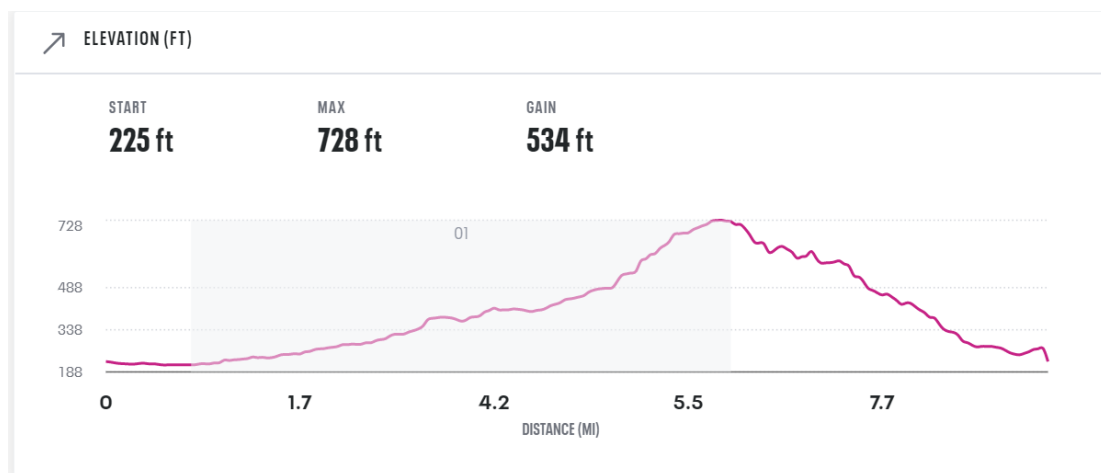 ELEVATION (FT)
START MAX GAIN
225 ft 728 ft 534 ft
728
01
488
338
188
0 1.7 4.2 5.5 7.7
DISTANCE (MI)